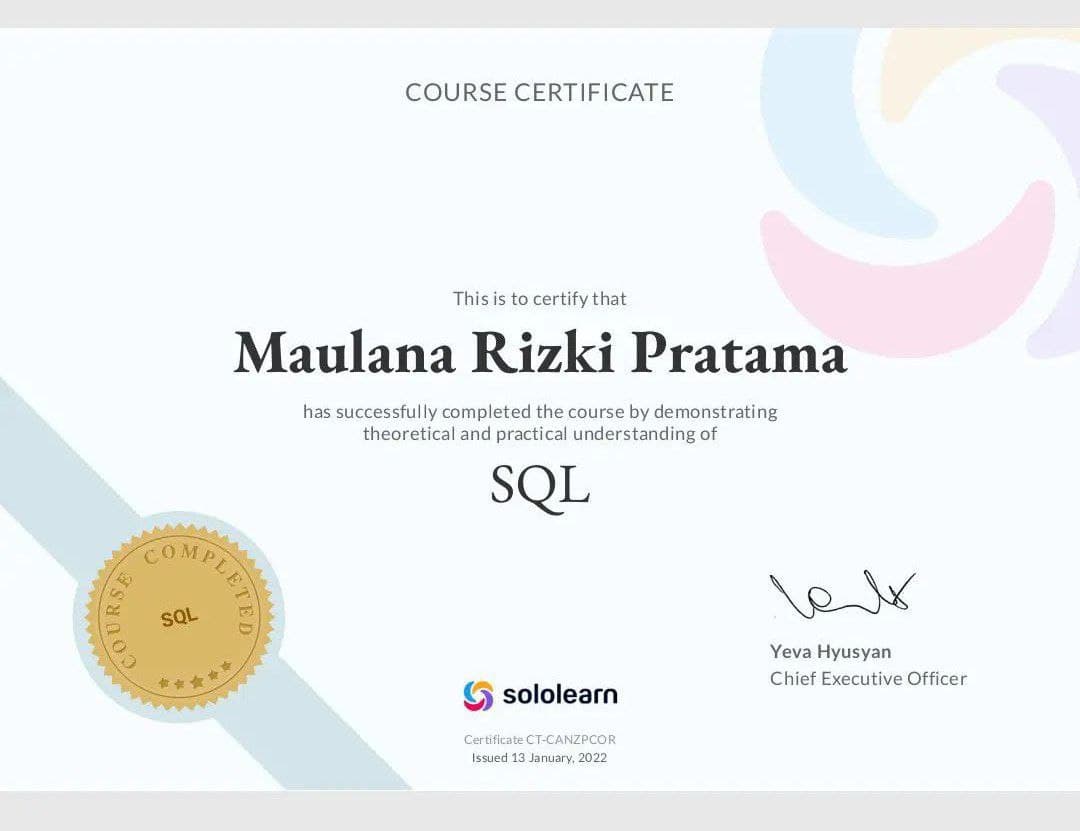 COURSE CERTIFICATE
This is to certify that
Maulana Rizki Pratama
has successfully completed the course by demonstrating
theoretical and practical understanding of
SQL
COURSE COMPLETED
SQL
Yeva Hyusyan
Chief Executive Officer
sololearn
Certificate CT-CANZPCOR
Issued 13 January, 2022